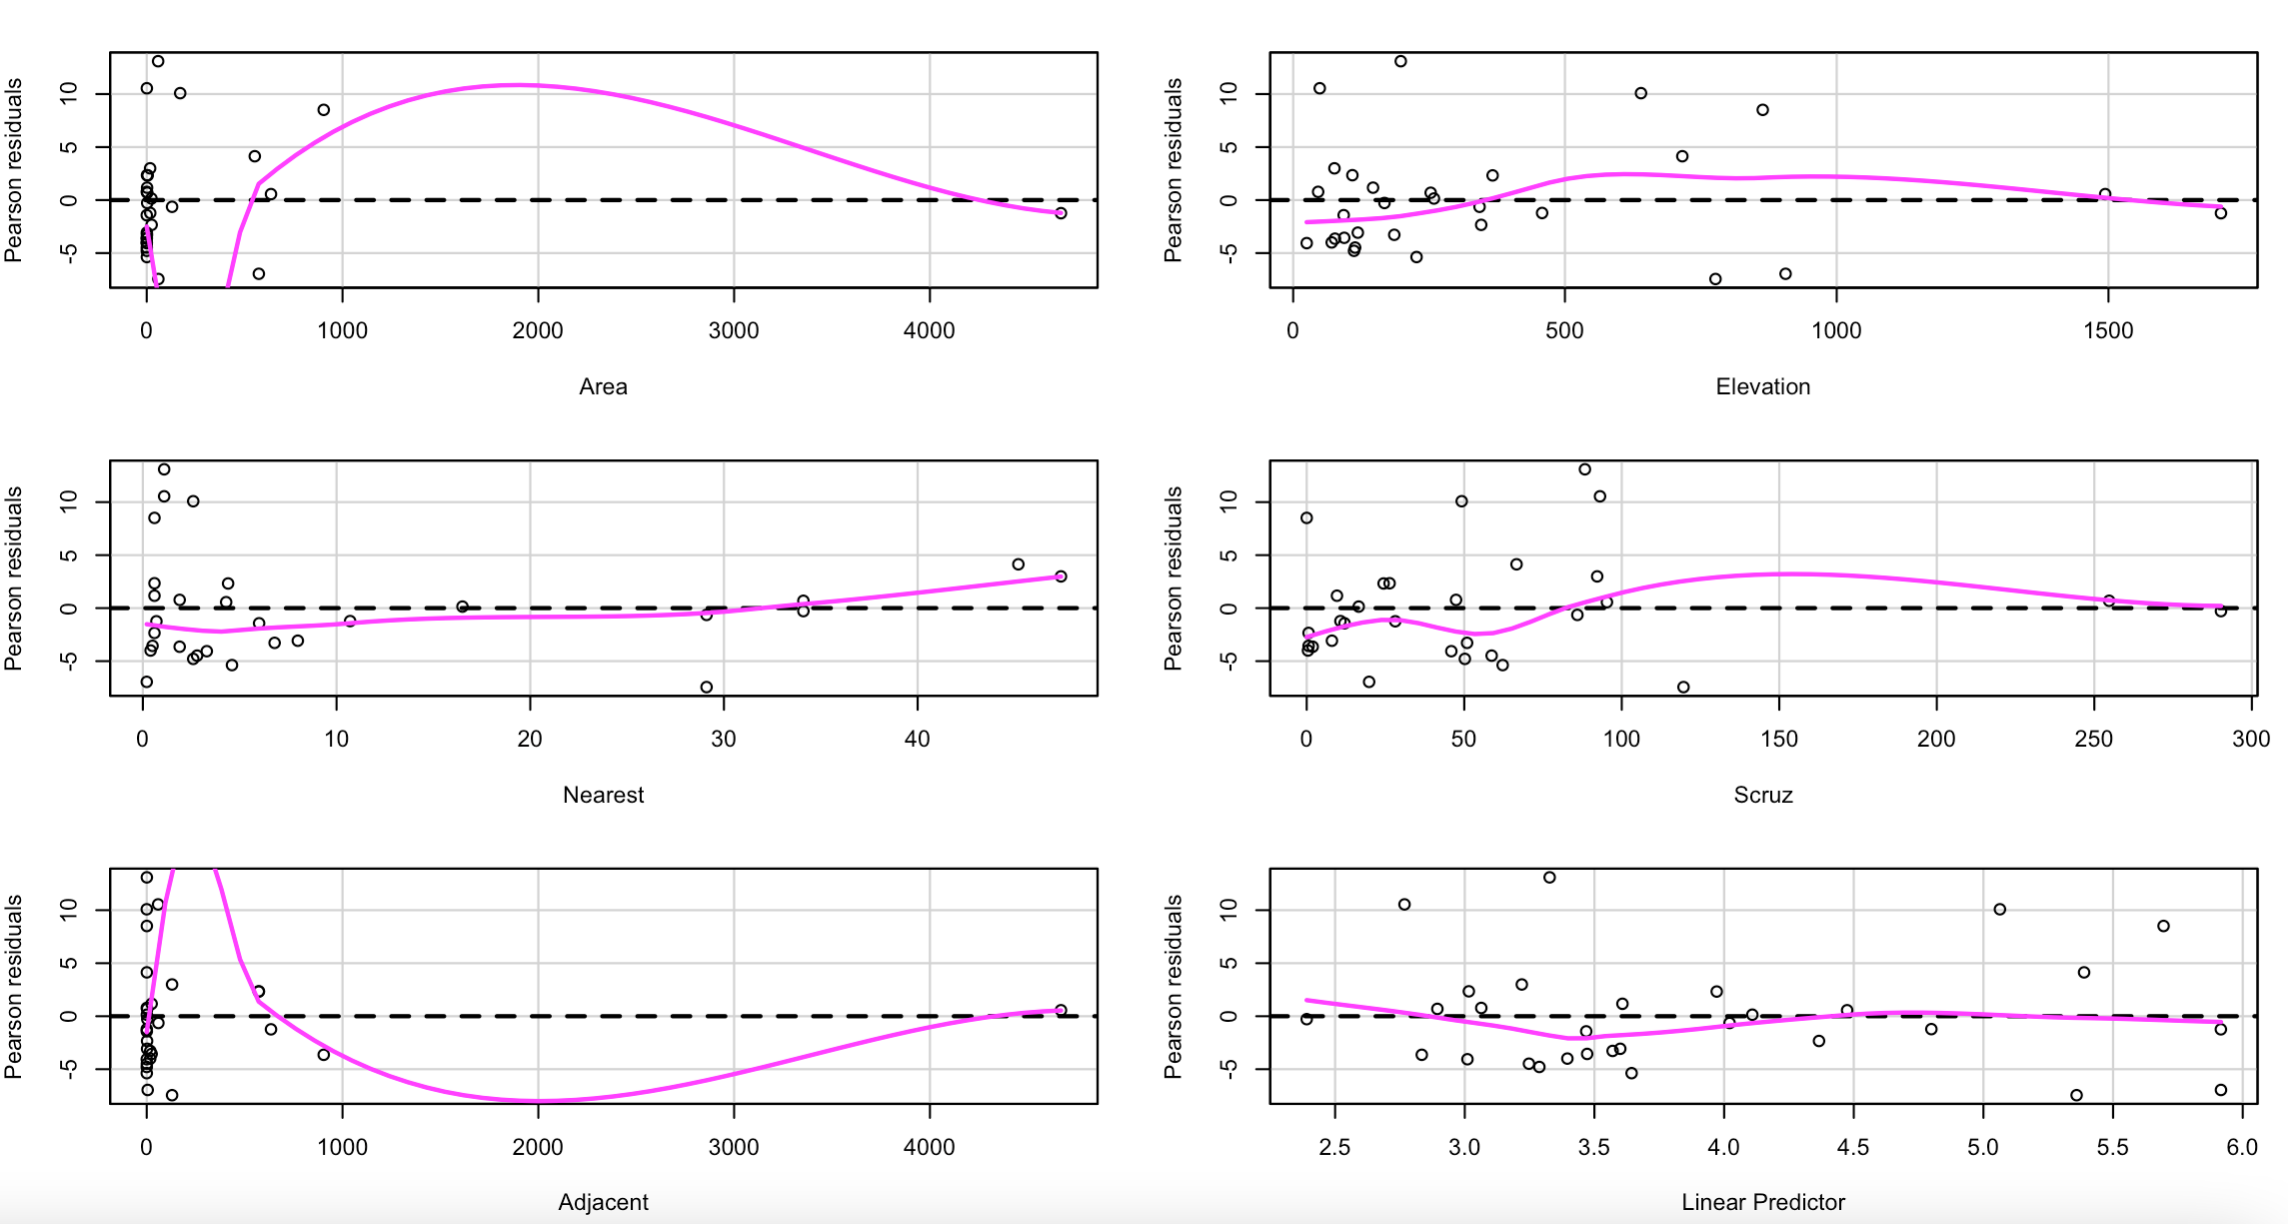 Pearson residuals
10
5
0
-5
0 1000 2000 3000 4000
Area
Pearson residuals
10
5
0
-5
0 500 1000 1500
Elevation
Pearson residuals
10
5
0
-5
0 10 20 30 40
Nearest
Pearson residuals
10
5
0
-5
0 50 100 150 200 250 300
Scruz
Pearson residuals
10
5
0
-5
0 1000 2000 3000 4000
Adjacent
Pearson residuals
10
5
0
-5
2.5 3.0 3.5 4.0 4.5 5.0 5.5 6.0
Linear Predictor